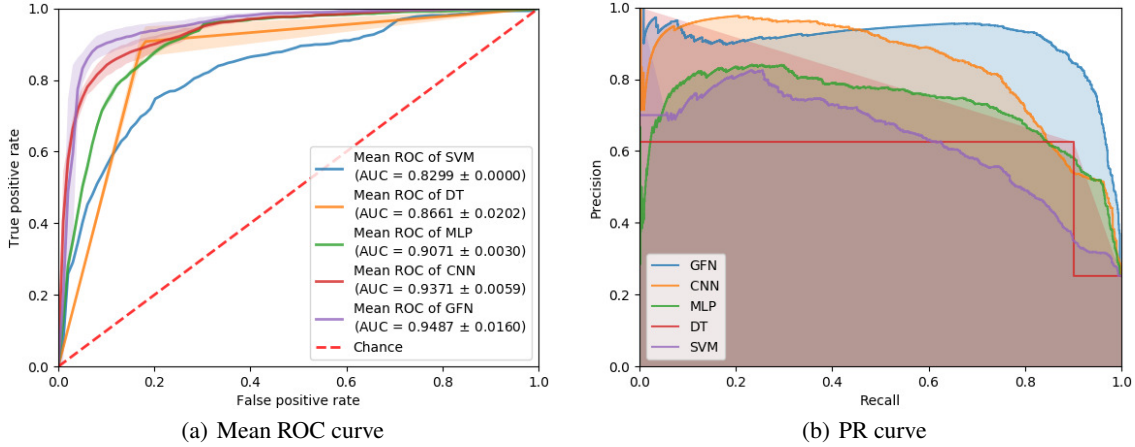 1.0
0.8
0.6
0.4
0.2
0.0
True positive rate
Mean ROC of SVM
(AUC = 0.8299 ± 0.0000)
Mean ROC of DT
(AUC = 0.8661 ± 0.0202)
Mean ROC of MLP
(AUC = 0.9071 ± 0.0030)
Mean ROC of CNN
(AUC = 0.9371 ± 0.0059)
Mean ROC of GFN
(AUC = 0.9487 ± 0.0160)
Chance
0.0 0.2 0.4 0.6 0.8 1.0
False positive rate
(a) Mean ROC curve
1.0
0.8
0.6
0.4
0.2
0.0
Precision
GFN
CNN
MLP
DT
SVM
0.0 0.2 0.4 0.6 0.8 1.0
Recall
(b) PR curve